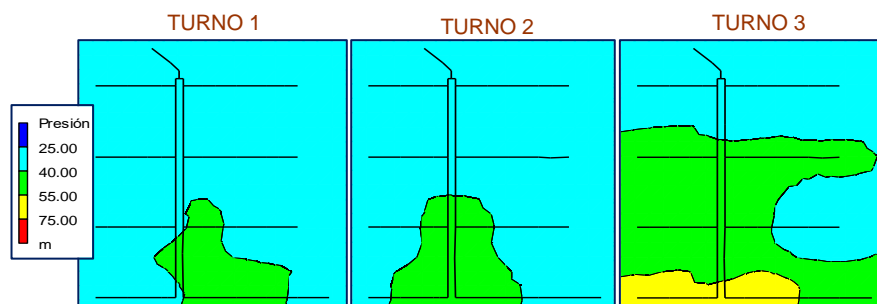 TURNO 1
TURNO 2
TURNO 3
Presión
25.00
40.00
55.00
75.00
m